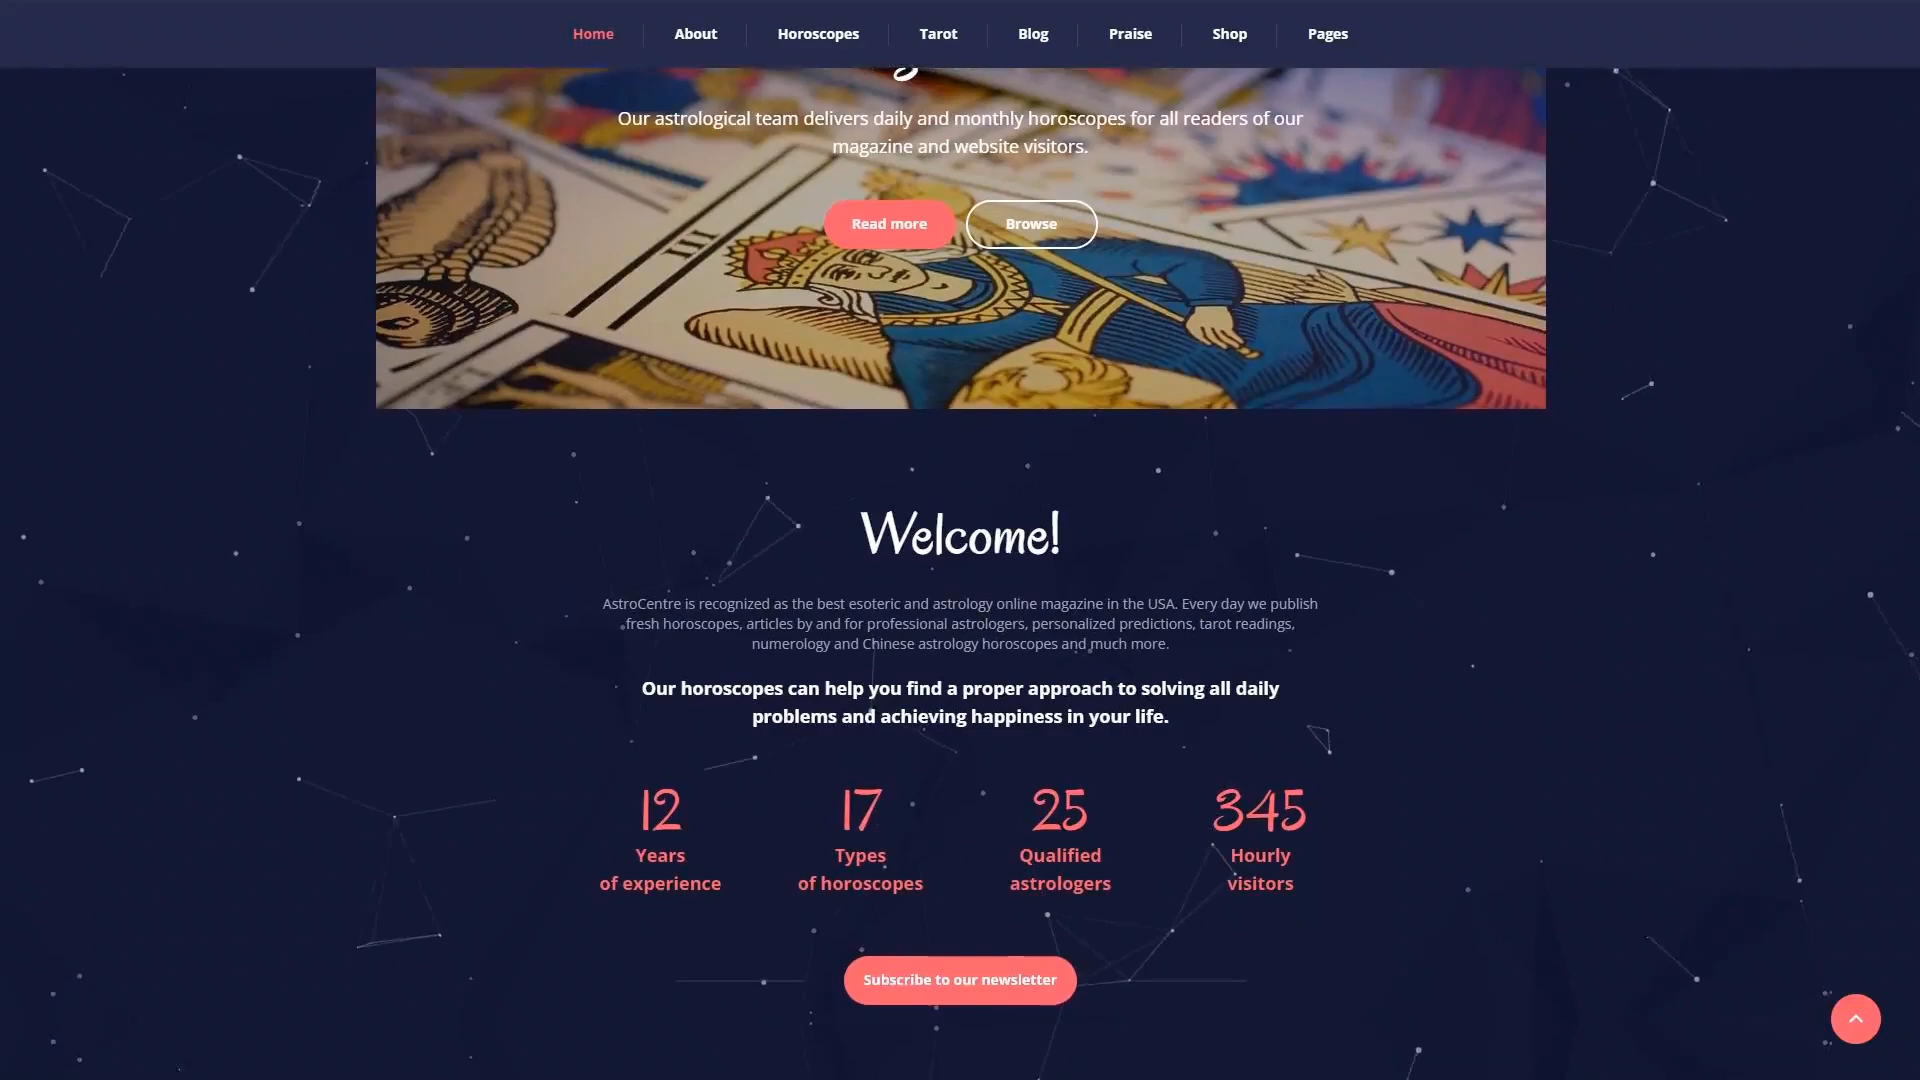 Home About Horoscopes Tarot Blog Praise Shop Pages
Our astrological team delivers daily and monthly horoscopes for all readers of our
magazine and website visitors.
Read more Browse
III
Welcome!
AstroCentre is recognized as the best esoteric and astrology online magazine in the USA. Every day we publish
fresh horoscopes, articles by and for professional astrologers, personalized predictions, tarot readings,
numerology and Chinese astrology horoscopes and much more.
Our horoscopes can help you find a proper approach to solving all daily
problems and achieving happiness in your life.
12 17 25 345
Years Types Qualified Hourly
of experience of horoscopes astrologers visitors
Subscribe to our newsletter